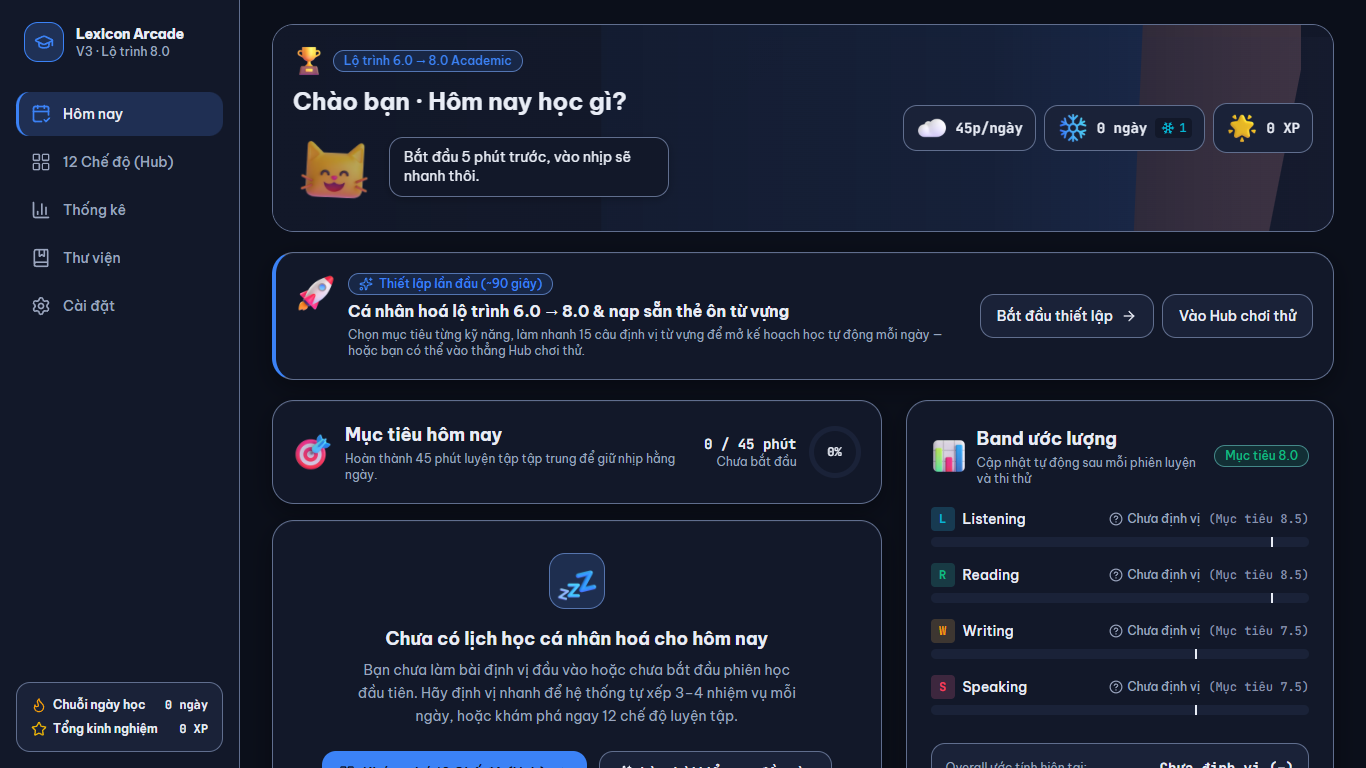 Lexicon Arcade
V3 · Lộ trình 8.0
Hôm nay
12 Chế độ (Hub)
Thống kê
Thư viện
Cài đặt
Chuỗi ngày học 0 ngày
Tổng kinh nghiệm 0 XP
Lộ trình 6.0 → 8.0 Academic
Chào bạn · Hôm nay học gì?
Bắt đầu 5 phút trước, vào nhịp sẽ
nhanh thôi.
45p/ngày
0 ngày
1
0 XP
Thiết lập lần đầu (~90 giây)
Cá nhân hoá lộ trình 6.0 → 8.0 & nạp sẵn thẻ ôn từ vựng
Chọn mục tiêu từng kỹ năng, làm nhanh 15 câu định vị từ vựng để mở kế hoạch học tự động mỗi ngày —
hoặc bạn có thể vào thẳng Hub chơi thử.
Bắt đầu thiết lập →
Vào Hub chơi thử
Mục tiêu hôm nay
Hoàn thành 45 phút luyện tập tập trung để giữ nhịp hằng
ngày.
0 / 45 phút
Chưa bắt đầu
0%
Chưa có lịch học cá nhân hoá cho hôm nay
Bạn chưa làm bài định vị đầu vào hoặc chưa bắt đầu phiên học
đầu tiên. Hãy định vị nhanh để hệ thống tự xếp 3–4 nhiệm vụ mỗi
ngày, hoặc khám phá ngay 12 chế độ luyện tập.
Band ước lượng
Cập nhật tự động sau mỗi phiên luyện
và thi thử
Mục tiêu 8.0
L Listening Chưa định vị (Mục tiêu 8.5)
R Reading Chưa định vị (Mục tiêu 8.5)
W Writing Chưa định vị (Mục tiêu 7.5)
S Speaking Chưa định vị (Mục tiêu 7.5)
Overall ước tính hiện tại: Chưa định vị (—)